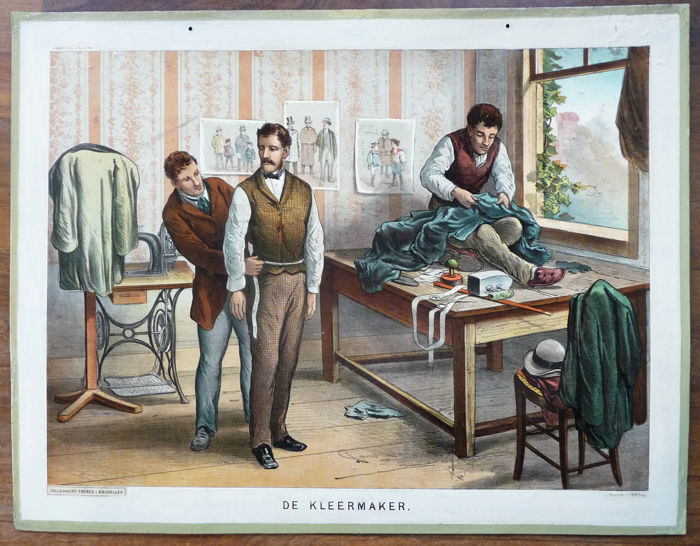 CALLEWAERT FRÈRES à BRUXELLES
DE KLEERMAKER.